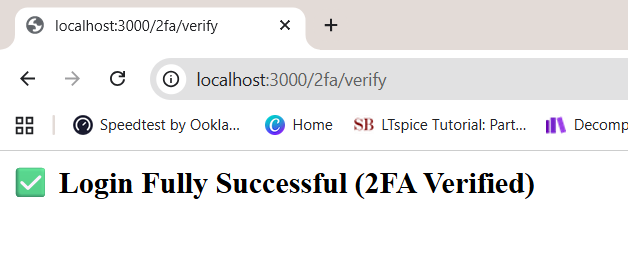 localhost:3000/2fa/verify
localhost:3000/2fa/verify
Speedtest by Ookla... Home SB LTspice Tutorial: Part... Decomp
✅ Login Fully Successful (2FA Verified)